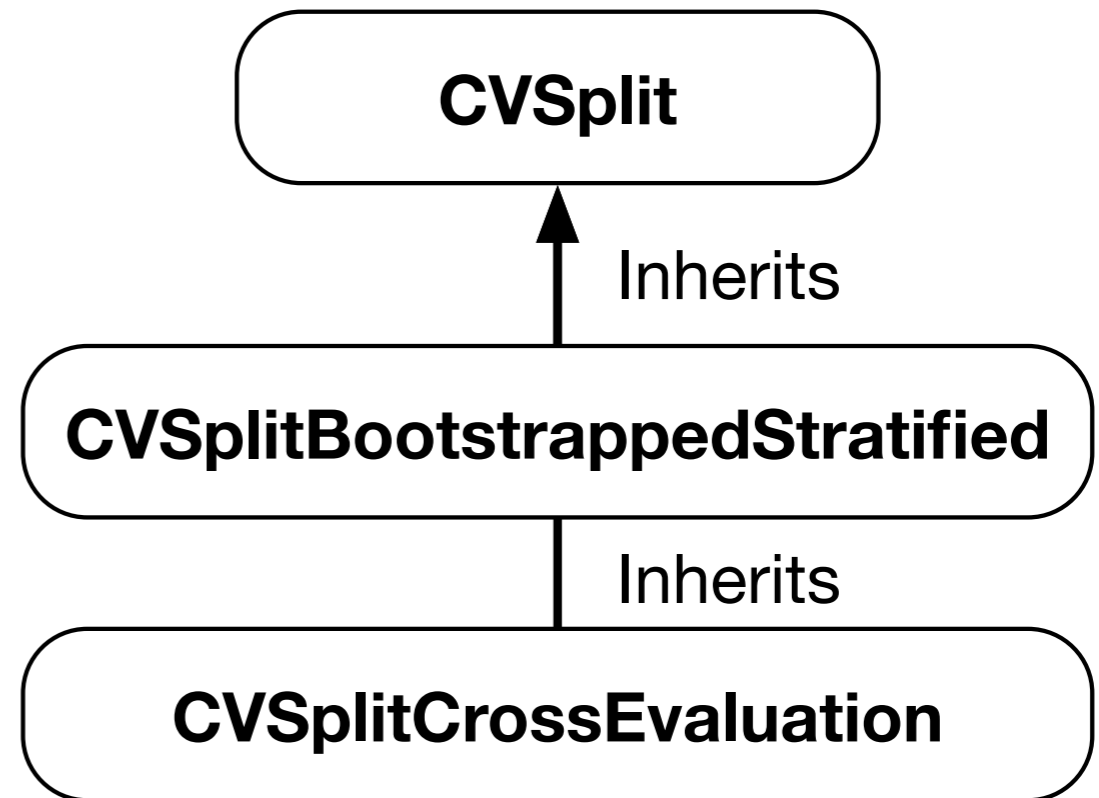 CVSplit
Inherits
CVSplitBootstrappedStratified
Inherits
CVSplitCrossEvaluation